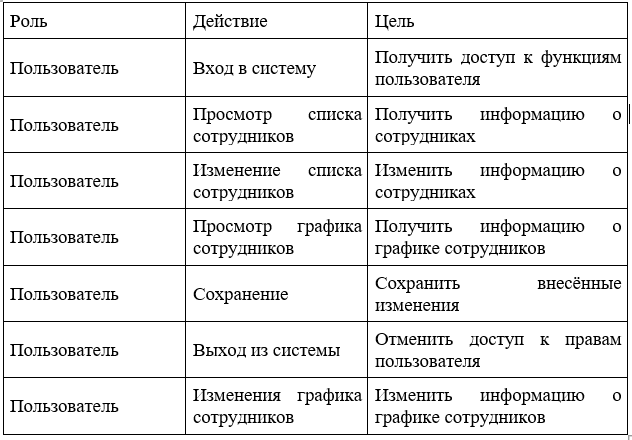 Роль Действие Цель
Пользователь Вход в систему Получить доступ к функциям
пользователя
Пользователь Просмотр списка
сотрудников Получить информацию о
сотрудниках
Пользователь Изменение списка
сотрудников Изменить информацию о
сотрудниках
Пользователь Просмотр графика
сотрудников Получить информацию о
графике сотрудников
Пользователь Сохранение Сохранить внесённые
изменения
Пользователь Выход из системы Отменить доступ к правам
пользователя
Пользователь Изменения графика
сотрудников Изменить информацию о
графике сотрудников